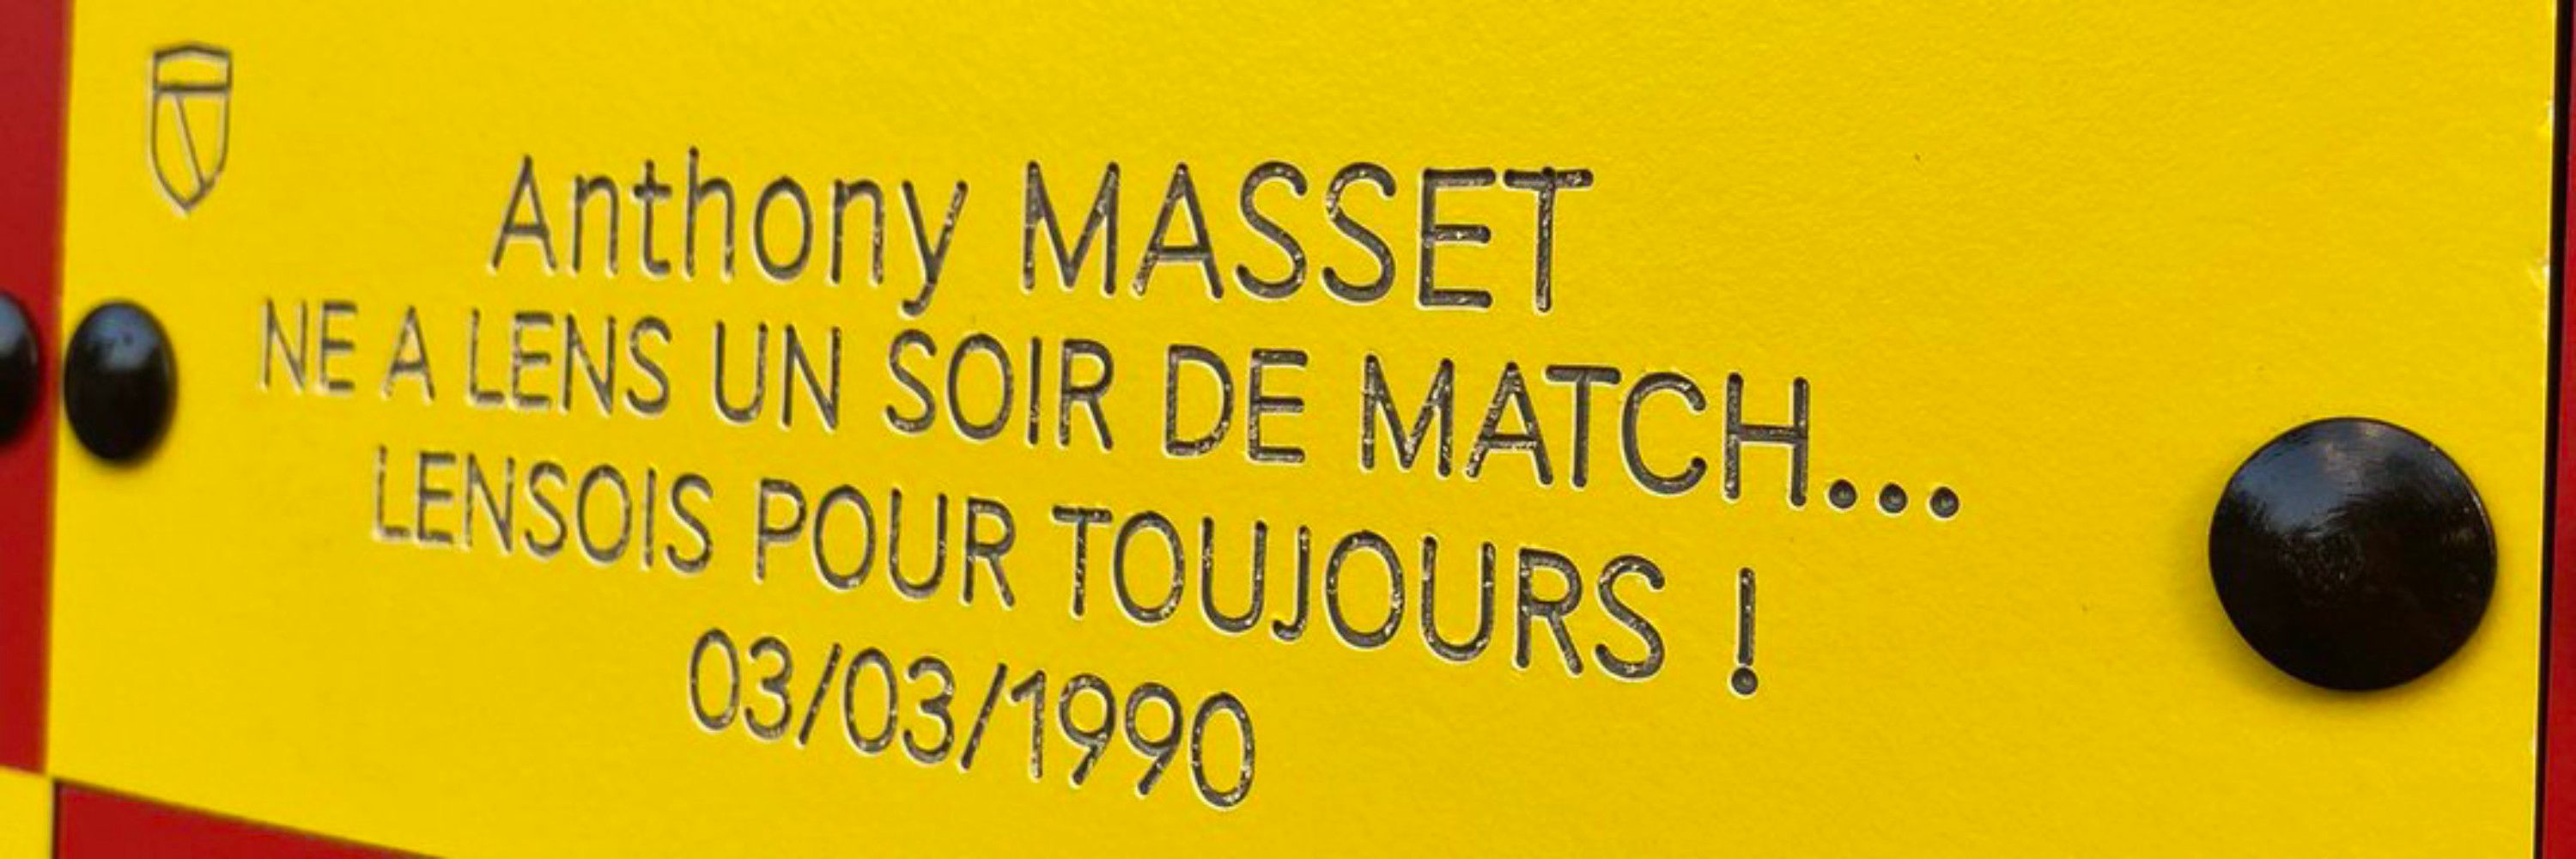 Anthony MASSET
NE A LENS UN SOIR DE MATCH...
LENSOIS POUR TOUJOURS !
03/03/1990